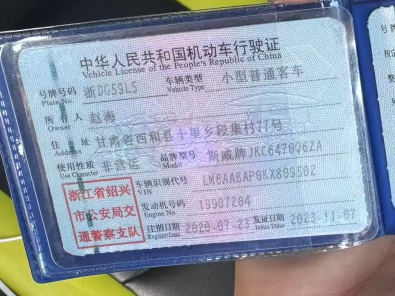 中华人民共和国机动车行驶证
Vehicle License of the People's Republic of China
号牌号码 浙DG59L5 车辆类型 小型普通客车
Plate No. Vehicle Type
所有人 赵海
Owner
住址 甘肃省西和县十里乡段集村77号
Address
使用性质 非营运 品牌型号 斯威牌JKC6470Q6ZA
Use Character Model
浙江省绍兴
市公安局交
通警察支队
车辆识别代号
VIN
发动机号码 19907204
Engine No
注册日期 2020-07-23 发证日期 2023-11-07
Register Date Issue Date
号